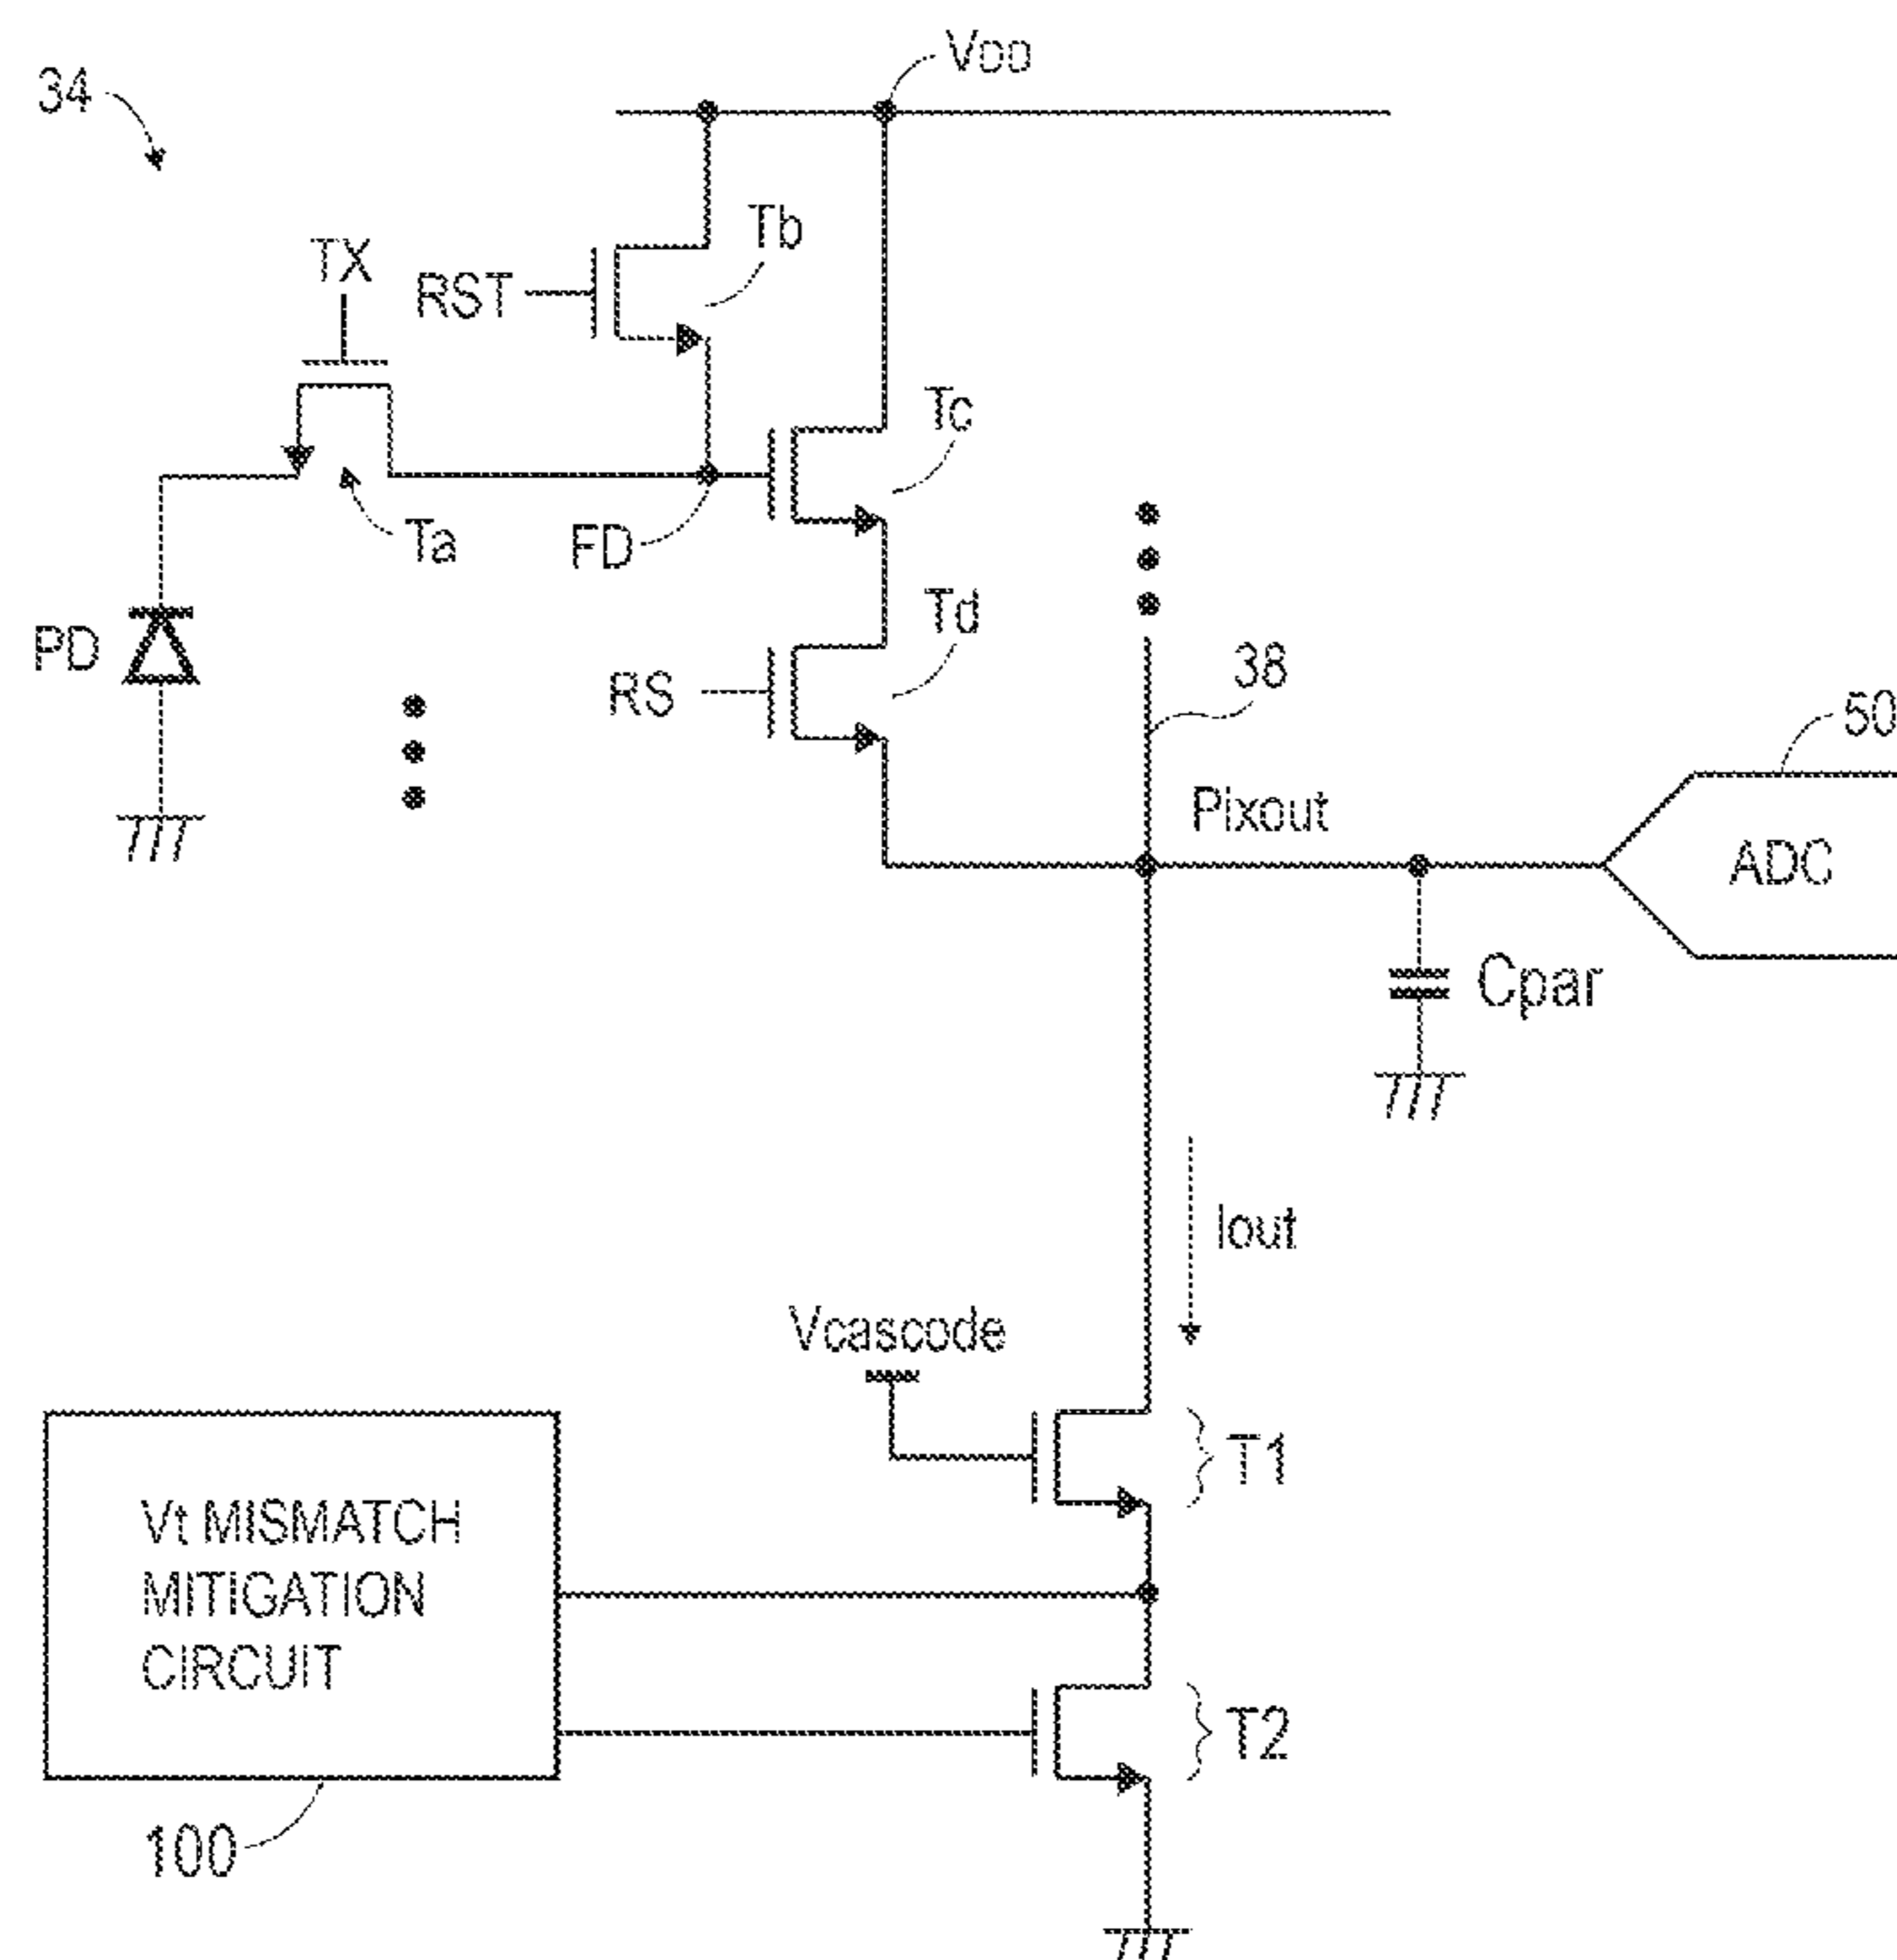 34
VDD
Tb
TX
RST
Tc
Ta
FD
Td
PD
RS
38
50
Pixout
ADC
Cpar
Iout
Vcascode
T1
Vt MISMATCH
MITIGATION
CIRCUIT
T2
100